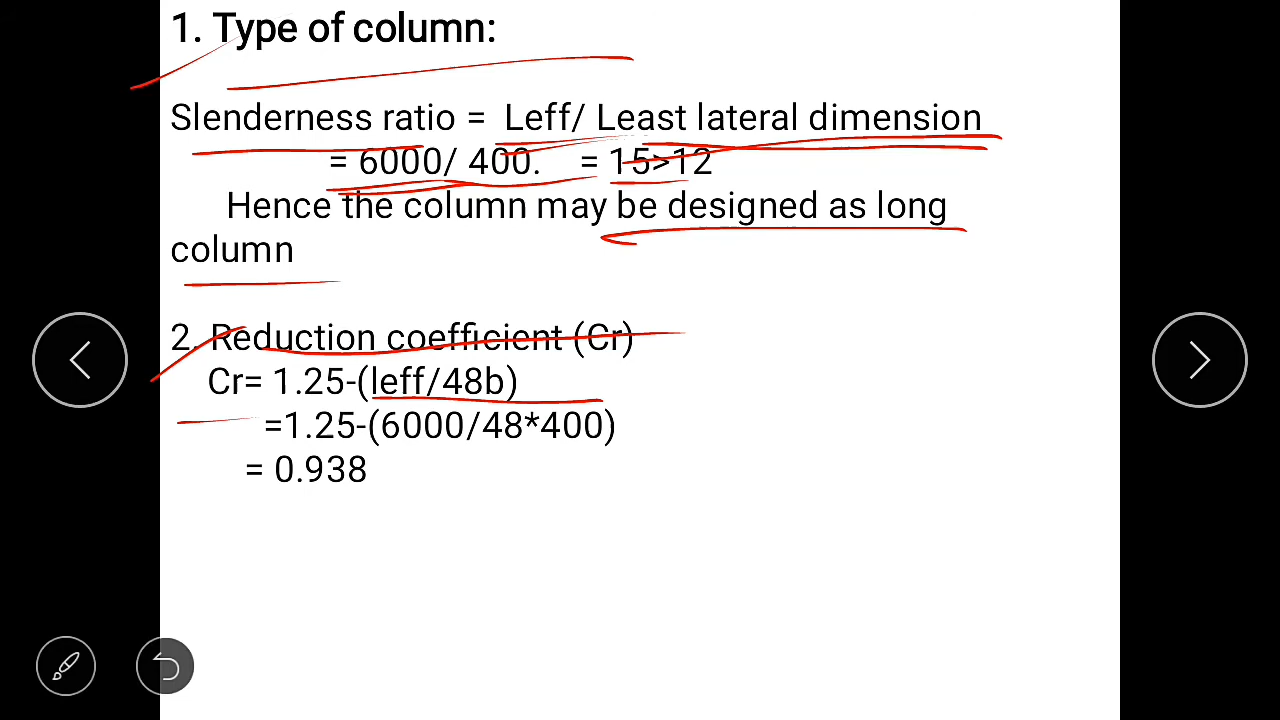 1. Type of column:
Slenderness ratio = Leff/ Least lateral dimension
= 6000/ 400. = 15>12
Hence the column may be designed as long
column
2. Reduction coefficient (Cr)
Cr= 1.25-(leff/48b)
=1.25-(6000/48*400)
= 0.938